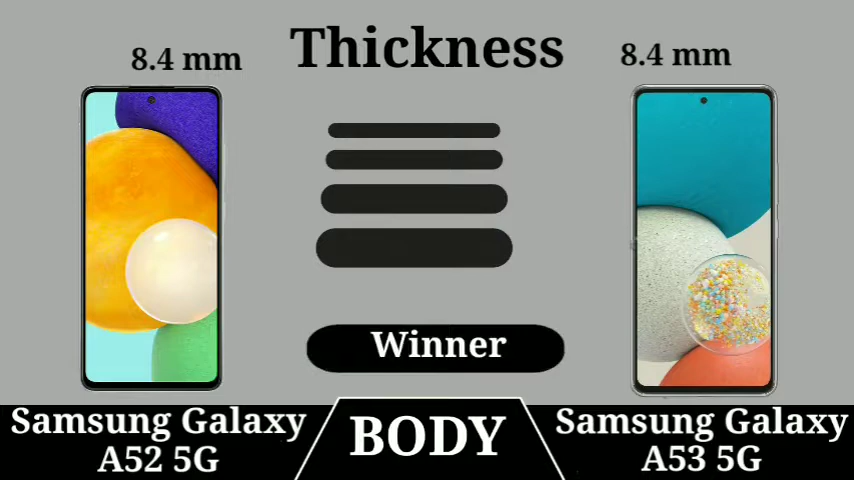 Thickness
8.4 mm
8.4 mm
Winner
Samsung Galaxy
A52 5G
BODY
Samsung Galaxy
A53 5G